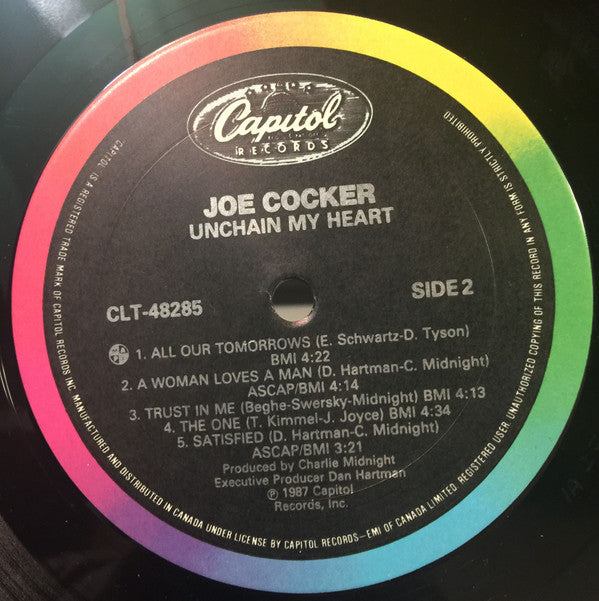 Capitol
RECORDS
JOE COCKER
UNCHAIN MY HEART
CLT-48285
SIDE 2
1. ALL OUR TOMORROWS (E. Schwartz-D. Tyson)
BMI 4:22
2. A WOMAN LOVES A MAN (D. Hartman-C. Midnight)
ASCAP/BMI 4:14
3. TRUST IN ME (Beghe-Swersky-Midnight) BMI 4:13
4. THE ONE (T. Kimmel-J. Joyce) BMI 4:34
5. SATISFIED (D. Hartman-C. Midnight)
ASCAP/BMI 3:21
Produced by Charlie Midnight
Executive Producer Dan Hartman
℗ 1987 Capitol
Records, Inc.
CAPITOL IS A REGISTERED TRADE MARK OF CAPITOL RECORDS INC. MANUFACTURED AND DISTRIBUTED IN CANADA UNDER LICENSE BY CAPITOL RECORDS–EMI OF CANADA LIMITED, REGISTERED USER. UNAUTHORIZED COPYING OF THIS RECORD IN ANY FORM IS STRICTLY PROHIBITED